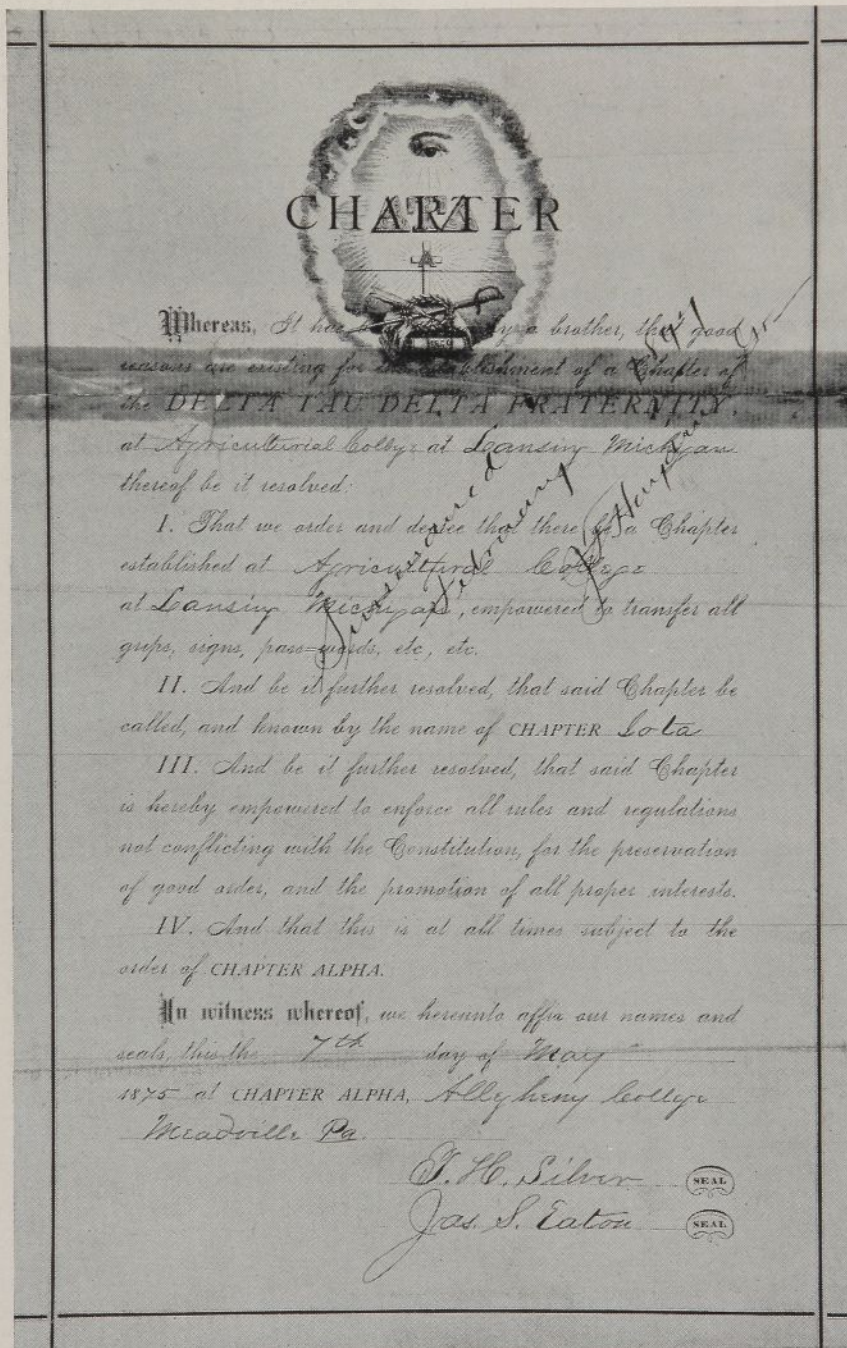 CHARTER
Whereas, It has by a brother, that good
reasons are existing for the establishment of a Chapter of
the DELTA TAU DELTA FRATERNITY,
at Agricultural at Lansing Michigan
thereof be it resolved:
I. That we order and decree that there be a Chapter
established at Agricultural College
at Lansing Michigan, empowered to transfer all
grips, signs, pass=words, etc, etc.
II. And be it further resolved, that said Chapter be
called, and known by the name of CHAPTER Iota
III. And be it further resolved, that said Chapter
is hereby empowered to enforce all rules and regulations
not conflicting with the Constitution, for the preservation
of good order, and the promotion of all proper interests.
IV. And that this is at all times subject to the
order of CHAPTER ALPHA.
In witness whereof, we hereunto affix our names and
seals, this the 7th day of May
1875 at CHAPTER ALPHA, Allegheny College
Meadville Pa.
T. H. Silver SEAL
Jas. S. Eaton SEAL